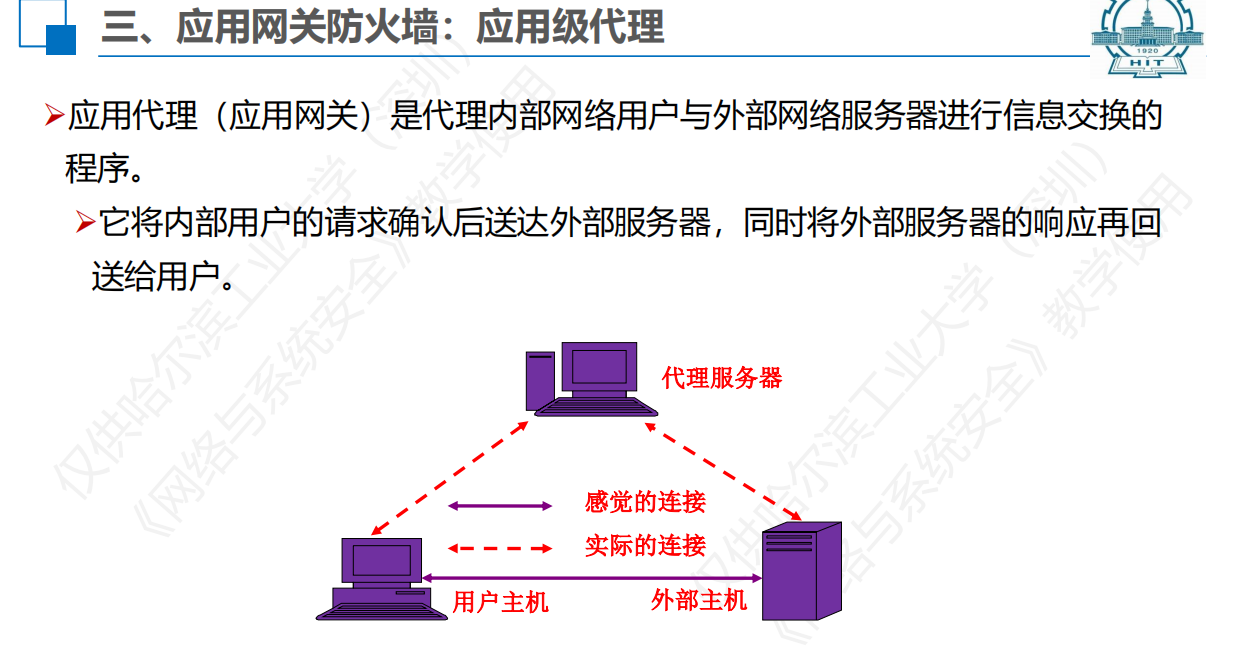 三、应用网关防火墙：应用级代理
1920
HIT
应用代理（应用网关）是代理内部网络用户与外部网络服务器进行信息交换的
程序。
它将内部用户的请求确认后送达外部服务器，同时将外部服务器的响应再回
送给用户。
代理服务器
感觉的连接
实际的连接
用户主机
外部主机
仅供哈尔滨工业大学（深圳）
《网络与系统安全》教学使用
仅供哈尔滨工业大学（深圳）
《网络与系统安全》教学使用